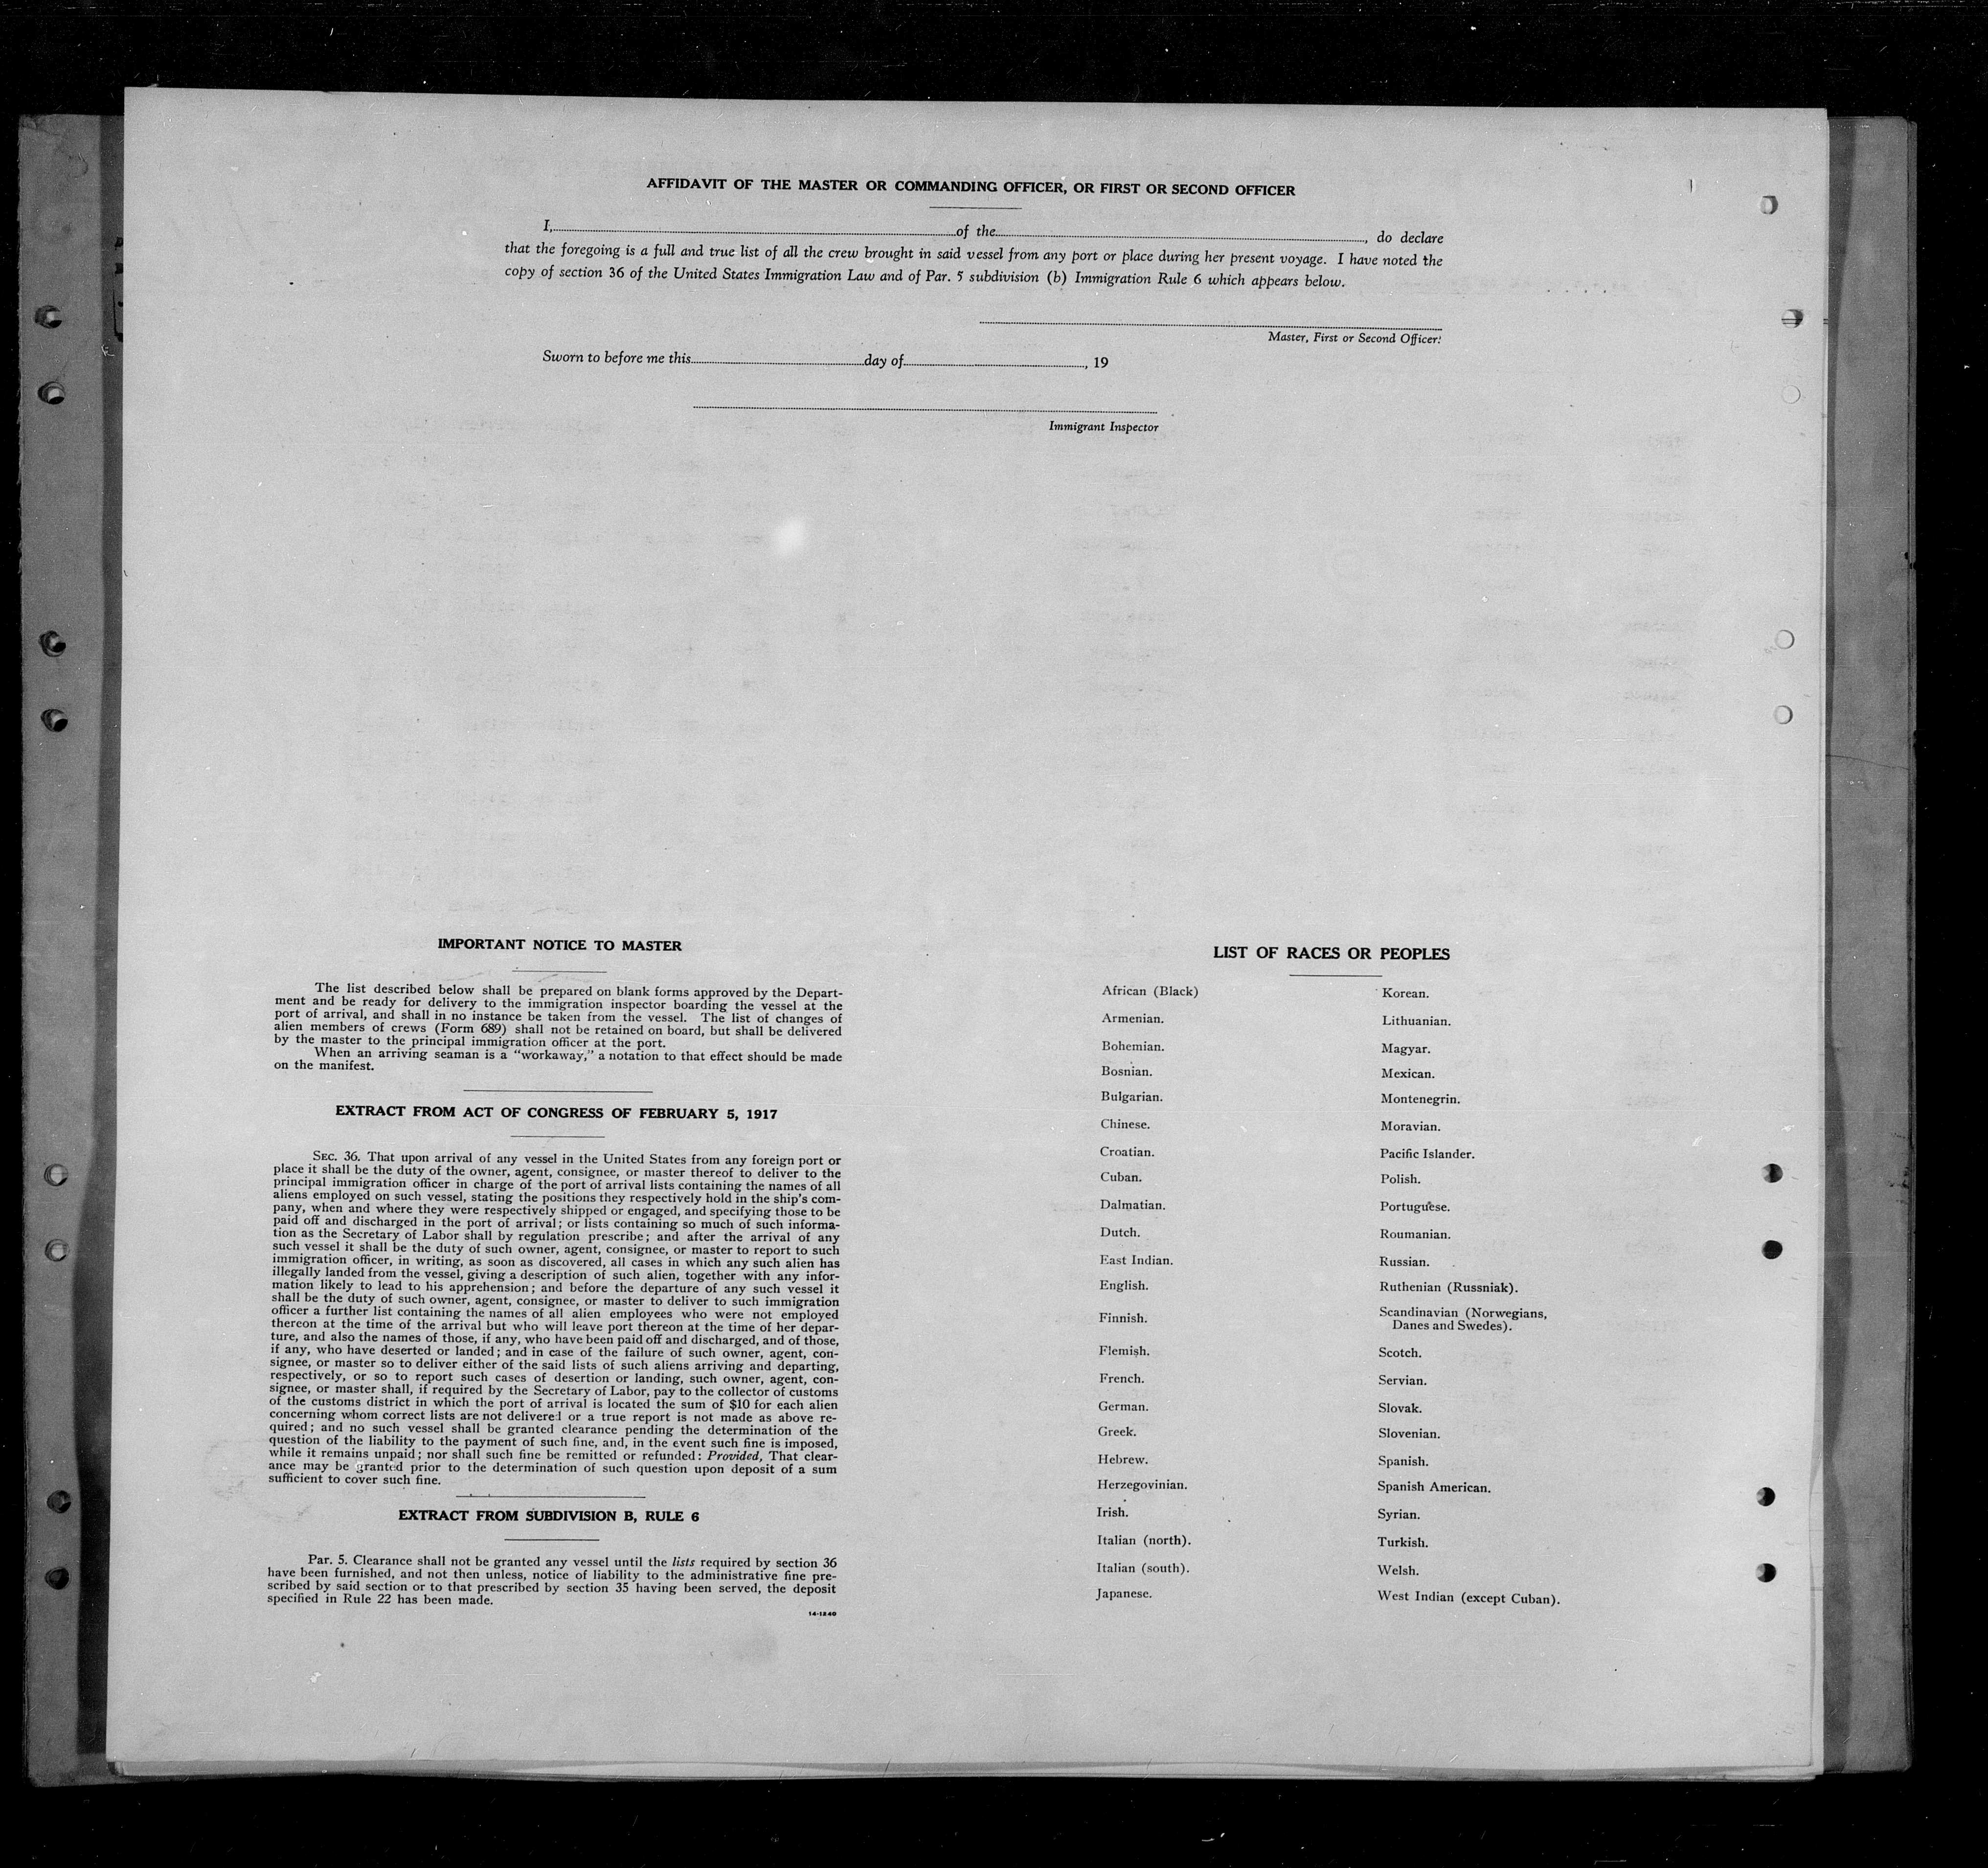 AFFIDAVIT OF THE MASTER OR COMMANDING OFFICER, OR FIRST OR SECOND OFFICER
I, of the , do declare
that the foregoing is a full and true list of all the crew brought in said vessel from any port or place during her present voyage. I have noted the
copy of section 36 of the United States Immigration Law and of Par. 5 subdivision (b) Immigration Rule 6 which appears below.
Master, First or Second Officer.
Sworn to before me this day of , 19
Immigrant Inspector
IMPORTANT NOTICE TO MASTER
The list described below shall be prepared on blank forms approved by the Depart-
ment and be ready for delivery to the immigration inspector boarding the vessel at the
port of arrival, and shall in no instance be taken from the vessel. The list of changes of
alien members of crews (Form 689) shall not be retained on board, but shall be delivered
by the master to the principal immigration officer at the port.
When an arriving seaman is a "workaway," a notation to that effect should be made
on the manifest.
EXTRACT FROM ACT OF CONGRESS OF FEBRUARY 5, 1917
SEC. 36. That upon arrival of any vessel in the United States from any foreign port or
place it shall be the duty of the owner, agent, consignee, or master thereof to deliver to the
principal immigration officer in charge of the port of arrival lists containing the names of all
aliens employed on such vessel, stating the positions they respectively hold in the ship's com-
pany, when and where they were respectively shipped or engaged, and specifying those to be
paid off and discharged in the port of arrival; or lists containing so much of such informa-
tion as the Secretary of Labor shall by regulation prescribe; and after the arrival of any
such vessel it shall be the duty of such owner, agent, consignee, or master to report to such
immigration officer, in writing, as soon as discovered, all cases in which any such alien has
illegally landed from the vessel, giving a description of such alien, together with any infor-
mation likely to lead to his apprehension; and before the departure of any such vessel it
shall be the duty of such owner, agent, consignee, or master to deliver to such immigration
officer a further list containing the names of all alien employees who were not employed
thereon at the time of the arrival but who will leave port thereon at the time of her depar-
ture, and also the names of those, if any, who have been paid off and discharged, and of those,
if any, who have deserted or landed; and in case of the failure of such owner, agent, con-
signee, or master so to deliver either of the said lists of such aliens arriving and departing,
respectively, or so to report such cases of desertion or landing, such owner, agent, con-
signee, or master shall, if required by the Secretary of Labor, pay to the collector of customs
of the customs district in which the port of arrival is located the sum of $10 for each alien
concerning whom correct lists are not delivered or a true report is not made as above re-
quired; and no such vessel shall be granted clearance pending the determination of the
question of the liability to the payment of such fine, and, in the event such fine is imposed,
while it remains unpaid; nor shall such fine be remitted or refunded: Provided, That clear-
ance may be granted prior to the determination of such question upon deposit of a sum
sufficient to cover such fine.
EXTRACT FROM SUBDIVISION B, RULE 6
Par. 5. Clearance shall not be granted any vessel until the lists required by section 36
have been furnished, and not then unless, notice of liability to the administrative fine pre-
scribed by said section or to that prescribed by section 35 having been served, the deposit
specified in Rule 22 has been made.
14-1240
LIST OF RACES OR PEOPLES
African (Black)
Armenian.
Bohemian.
Bosnian.
Bulgarian.
Chinese.
Croatian.
Cuban.
Dalmatian.
Dutch.
East Indian.
English.
Finnish.
Flemish.
French.
German.
Greek.
Hebrew.
Herzegovinian.
Irish.
Italian (north).
Italian (south).
Japanese.
Korean.
Lithuanian.
Magyar.
Mexican.
Montenegrin.
Moravian.
Pacific Islander.
Polish.
Portuguese.
Roumanian.
Russian.
Ruthenian (Russniak).
Scandinavian (Norwegians,
Danes and Swedes).
Scotch.
Servian.
Slovak.
Slovenian.
Spanish.
Spanish American.
Syrian.
Turkish.
Welsh.
West Indian (except Cuban).